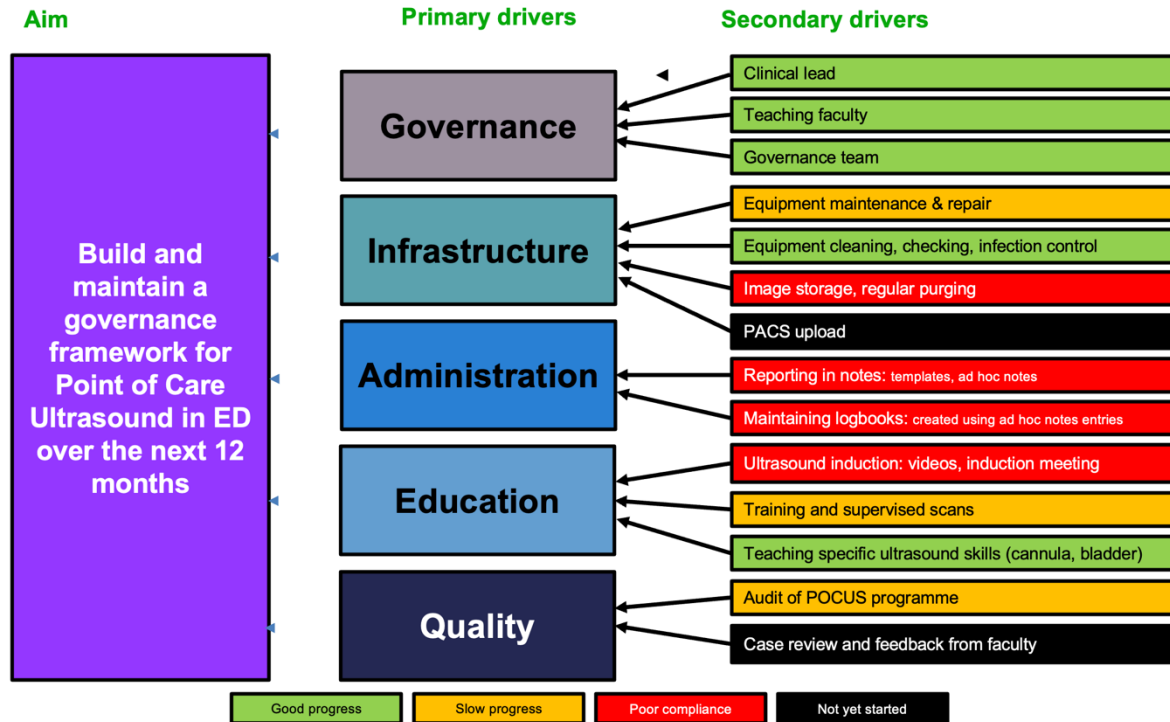 Aim
Primary drivers
Secondary drivers
Build and
maintain a
governance
framework for
Point of Care
Ultrasound in ED
over the next 12
months
Governance
Infrastructure
Administration
Education
Quality
Clinical lead
Teaching faculty
Governance team
Equipment maintenance & repair
Equipment cleaning, checking, infection control
Image storage, regular purging
PACS upload
Reporting in notes: templates, ad hoc notes
Maintaining logbooks: created using ad hoc notes entries
Ultrasound induction: videos, induction meeting
Training and supervised scans
Teaching specific ultrasound skills (cannula, bladder)
Audit of POCUS programme
Case review and feedback from faculty
Good progress
Slow progress
Poor compliance
Not yet started